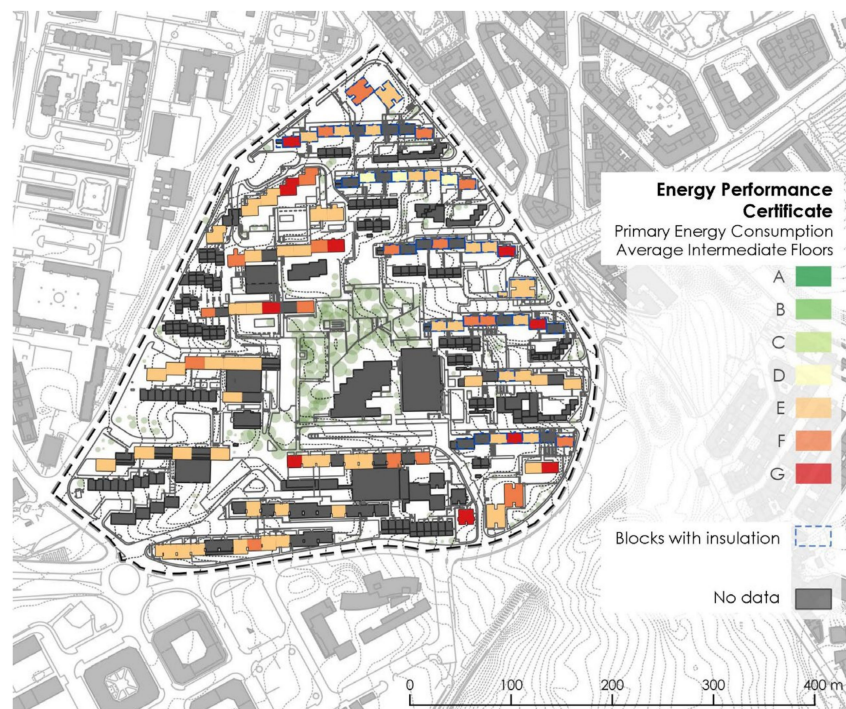 Energy Performance
Certificate
Primary Energy Consumption
Average Intermediate Floors
A
B
C
D
E
F
G
Blocks with insulation
No data
0
100
200
300
400 m